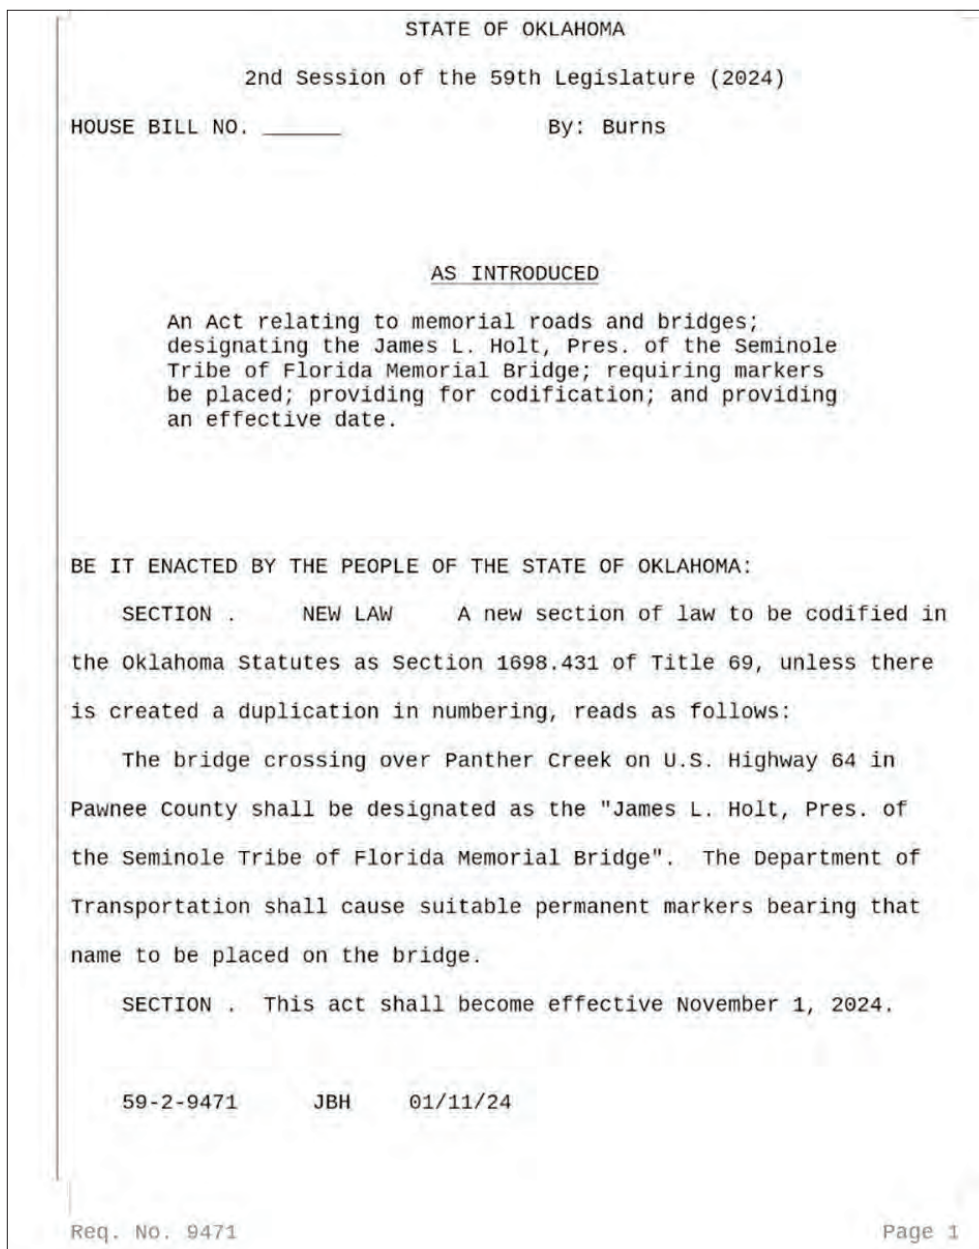 STATE OF OKLAHOMA
2nd Session of the 59th Legislature (2024)
HOUSE BILL NO. ______ By: Burns
AS INTRODUCED
An Act relating to memorial roads and bridges;
designating the James L. Holt, Pres. of the Seminole
Tribe of Florida Memorial Bridge; requiring markers
be placed; providing for codification; and providing
an effective date.
BE IT ENACTED BY THE PEOPLE OF THE STATE OF OKLAHOMA:
SECTION . NEW LAW A new section of law to be codified in
the Oklahoma Statutes as Section 1698.431 of Title 69, unless there
is created a duplication in numbering, reads as follows:
The bridge crossing over Panther Creek on U.S. Highway 64 in
Pawnee County shall be designated as the "James L. Holt, Pres. of
the Seminole Tribe of Florida Memorial Bridge". The Department of
Transportation shall cause suitable permanent markers bearing that
name to be placed on the bridge.
SECTION . This act shall become effective November 1, 2024.
59-2-9471 JBH 01/11/24
Req. No. 9471 Page 1